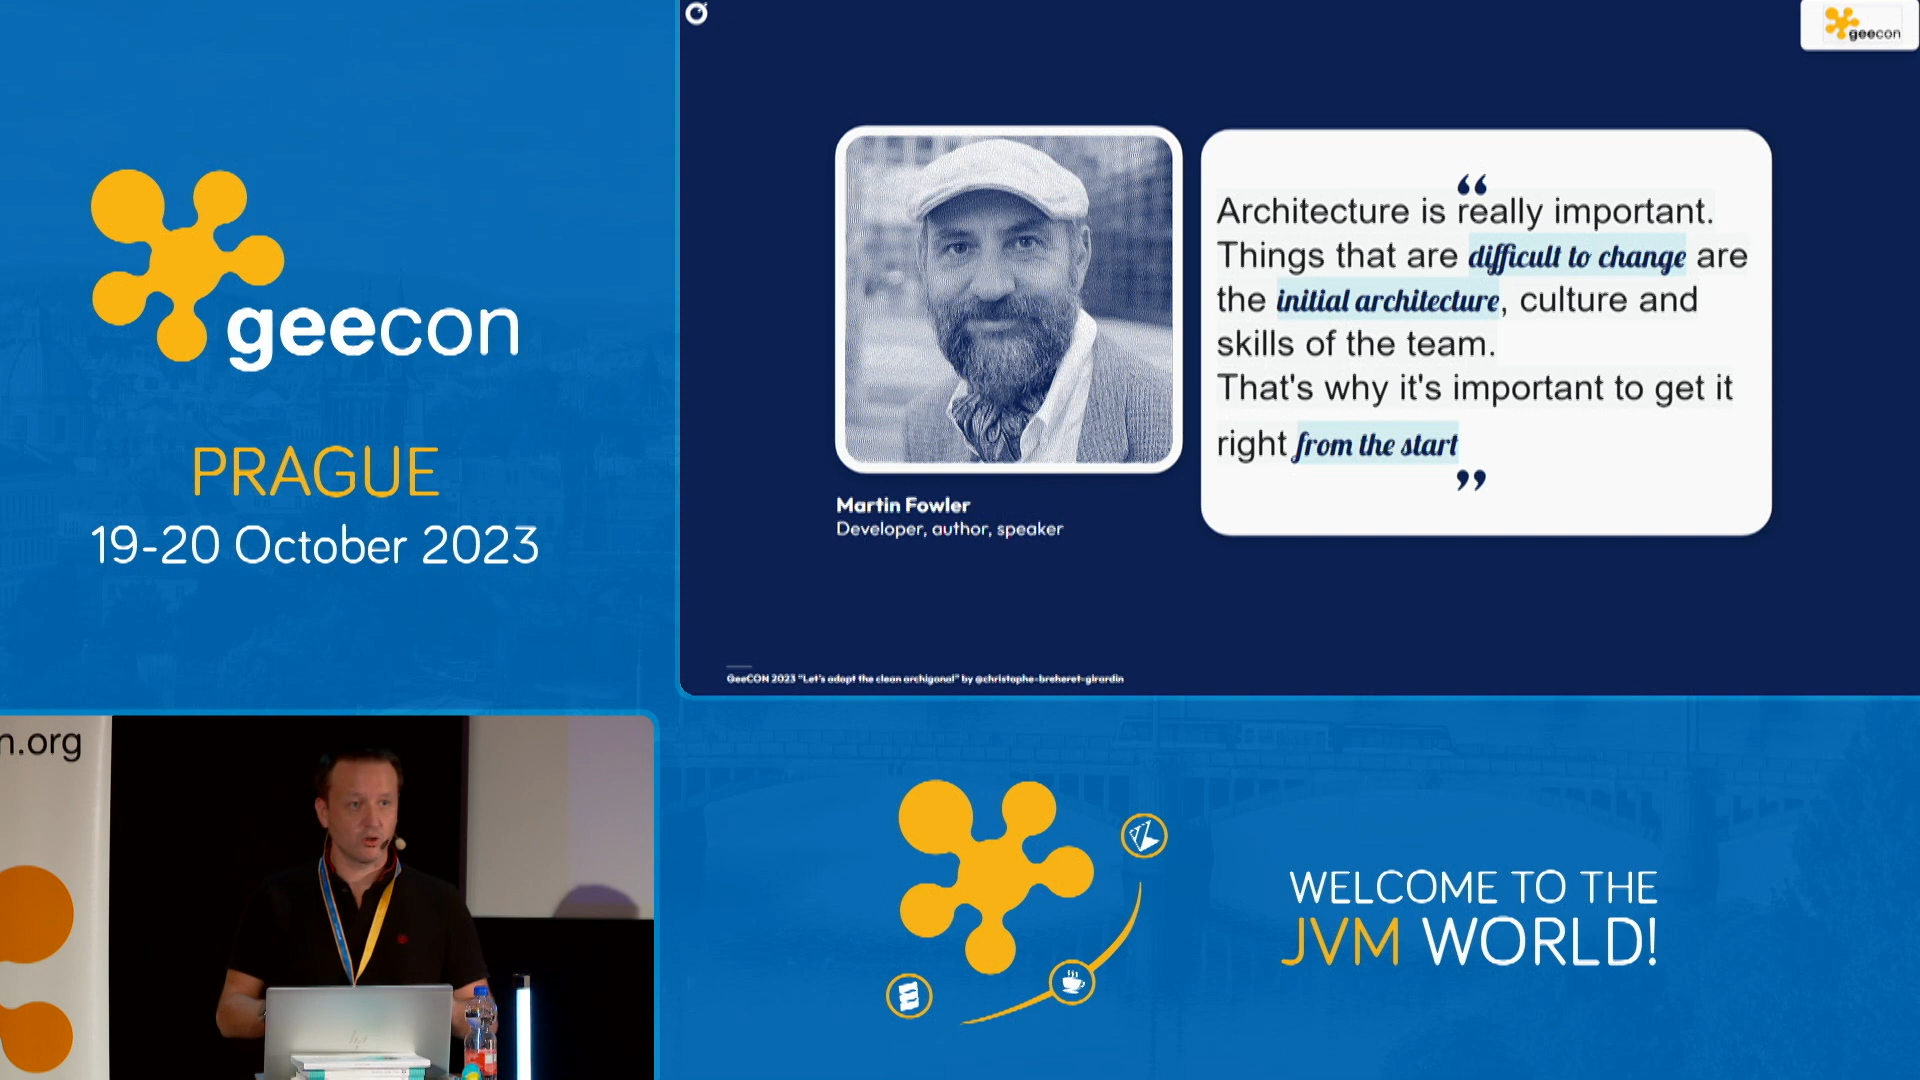 geecon
PRAGUE
19-20 October 2023
geecon
“
Architecture is really important.
Things that are difficult to change are
the initial architecture, culture and
skills of the team.
That's why it's important to get it
right from the start
”
Martin Fowler
Developer, author, speaker
GeeCON 2023 "Let's adopt the clean archigonal" by @christophe-breheret-girardin
n.org
WELCOME TO THE
JVM WORLD!